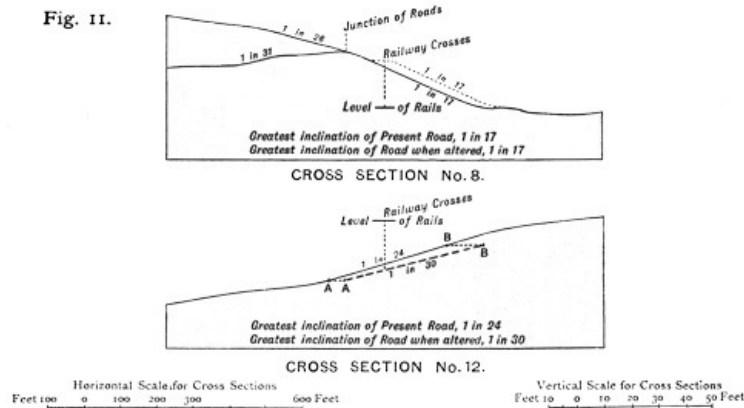 Fig. 11.
Junction of Roads
1 in 26
1 in 31
Railway Crosses
1 in 17
1 in 17
Level of Rails
Greatest inclination of Present Road, 1 in 17
Greatest inclination of Road when altered, 1 in 17
CROSS SECTION No. 8.
Railway Crosses
Level of Rails
B
B
1 in 24
1 in 30
A A
Greatest inclination of Present Road, 1 in 24
Greatest inclination of Road when altered, 1 in 30
CROSS SECTION No. 12.
Horizontal Scale for Cross Sections
Feet 100 0 100 200 300 600 Feet
Vertical Scale for Cross Sections
Feet 10 0 10 20 30 40 50 Feet